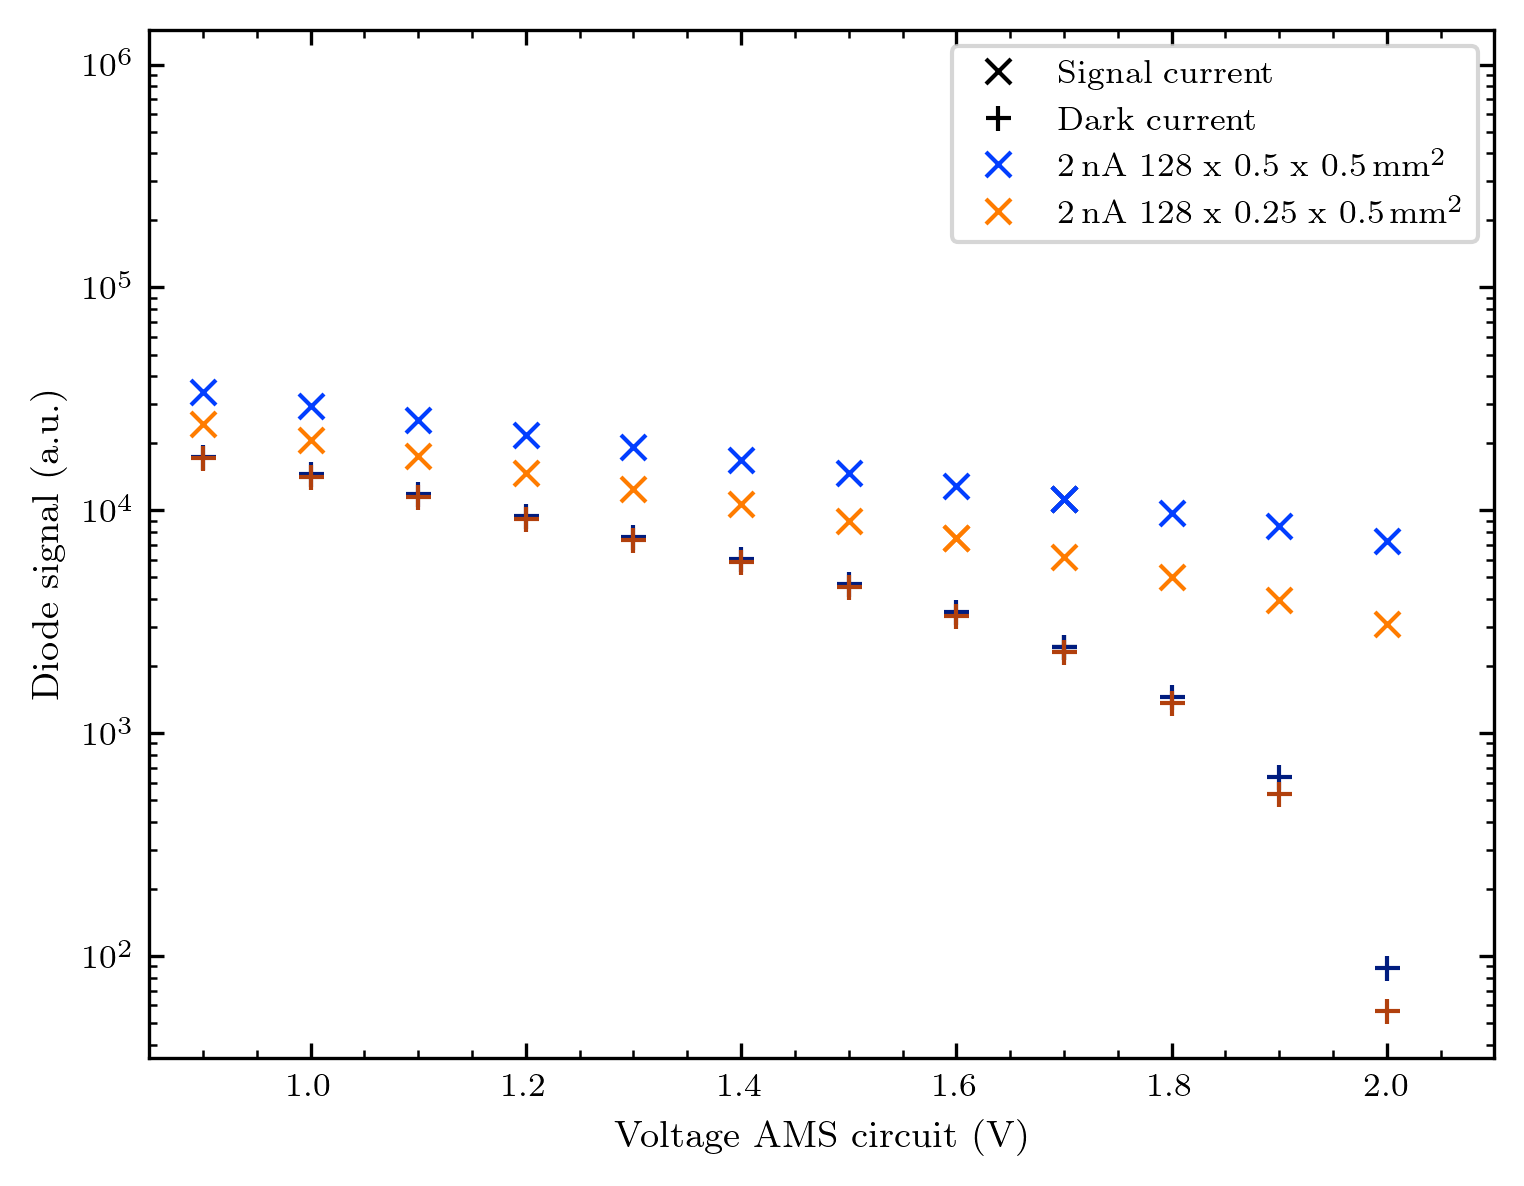 Signal current
Dark current
2 nA 128 x 0.5 x 0.5 mm²
2 nA 128 x 0.25 x 0.5 mm²
10⁶
10⁵
10⁴
10³
10²
Diode signal (a.u.)
1.0 1.2 1.4 1.6 1.8 2.0
Voltage AMS circuit (V)